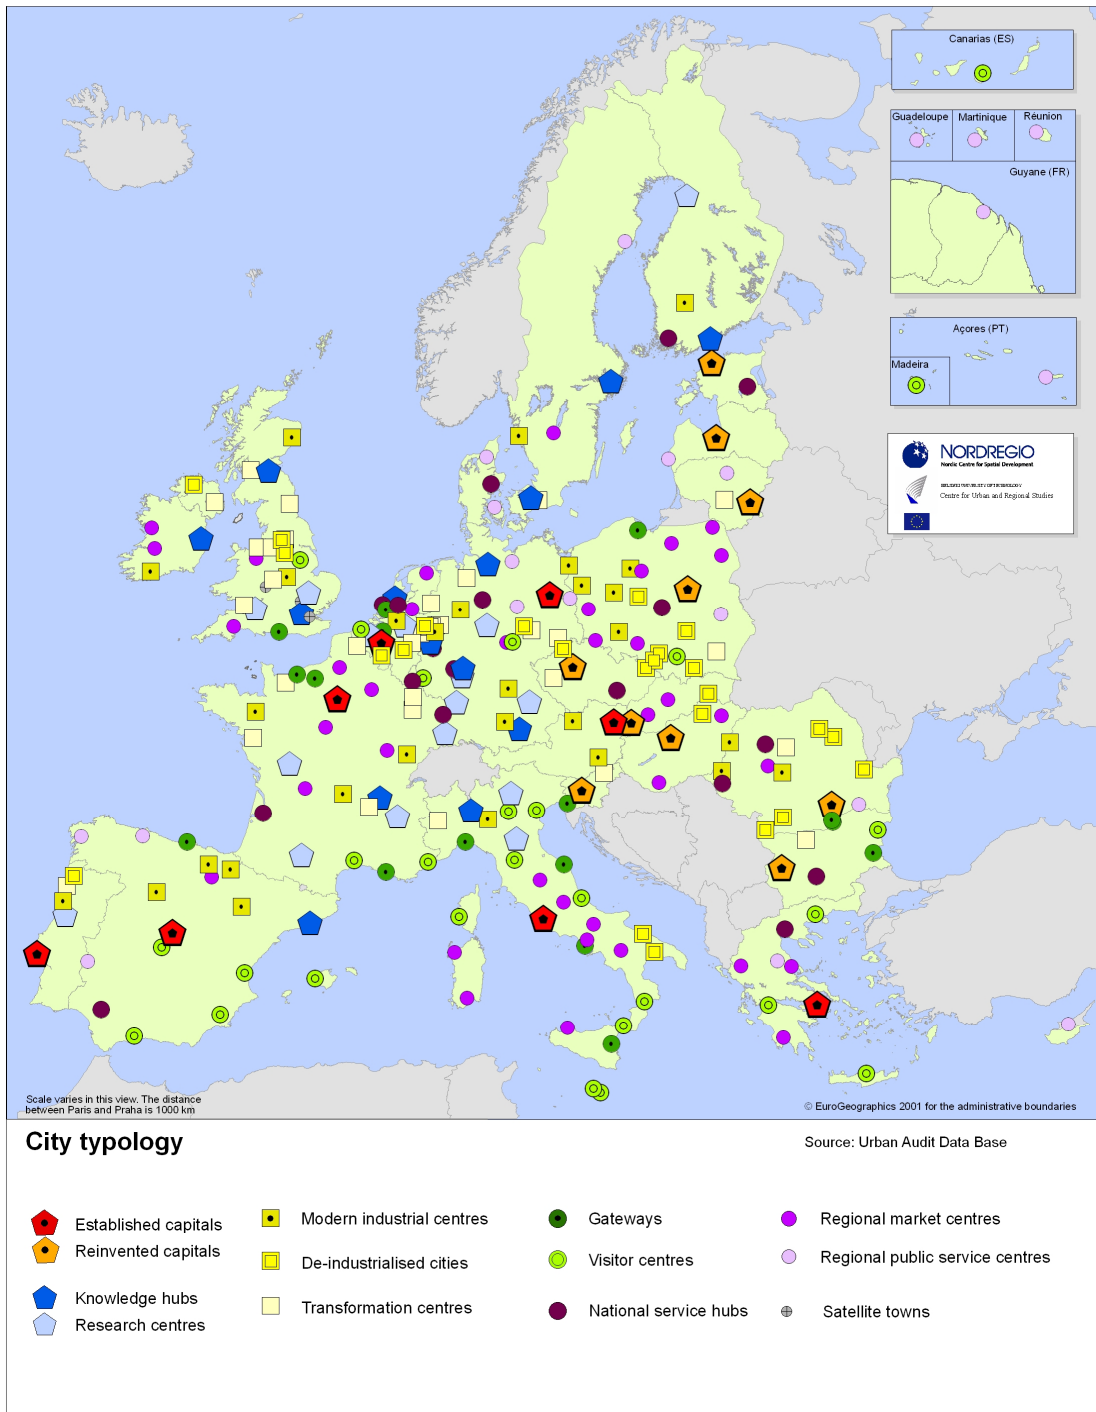 Canarias (ES)
Guadeloupe
Martinique
Réunion
Guyane (FR)
Açores (PT)
Madeira
NORDREGIO
Nordic Centre for Spatial Development
HELSINKI UNIVERSITY OF TECHNOLOGY
Centre for Urban and Regional Studies
Scale varies in this view. The distance
between Paris and Praha is 1000 km
© EuroGeographics 2001 for the administrative boundaries
City typology
Source: Urban Audit Data Base
Established capitals
Reinvented capitals
Knowledge hubs
Research centres
Modern industrial centres
De-industrialised cities
Transformation centres
Gateways
Visitor centres
National service hubs
Regional market centres
Regional public service centres
Satellite towns